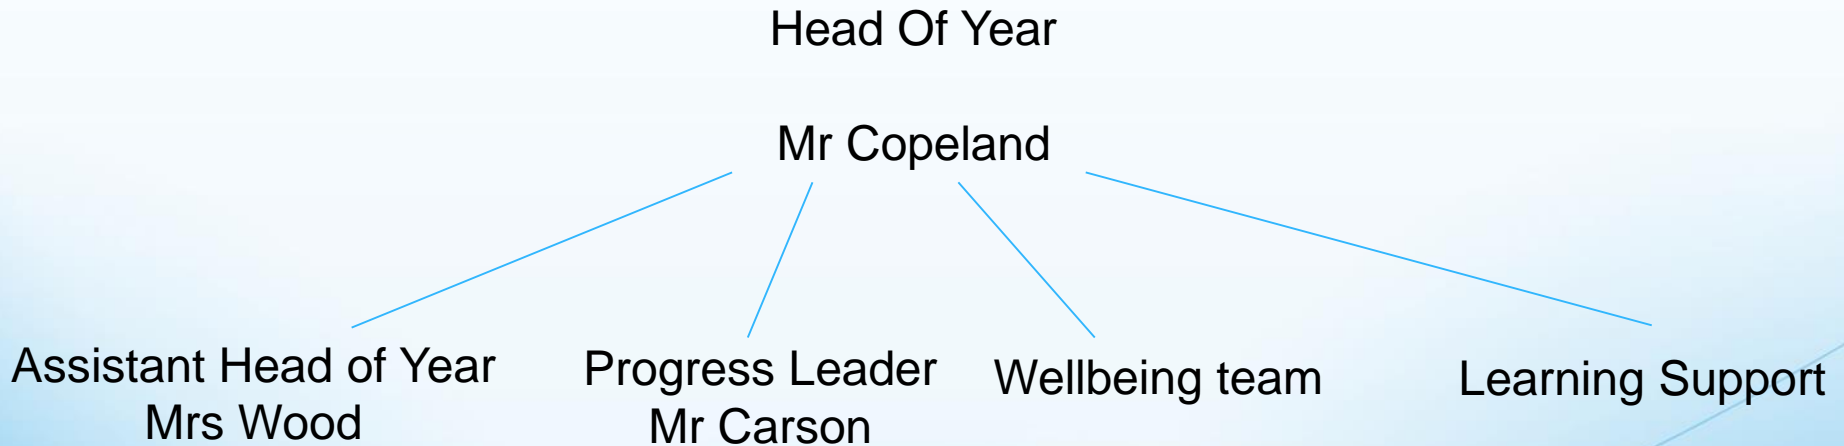 Head Of Year
Mr Copeland
Assistant Head of Year
Mrs Wood
Progress Leader
Mr Carson
Wellbeing team
Learning Support